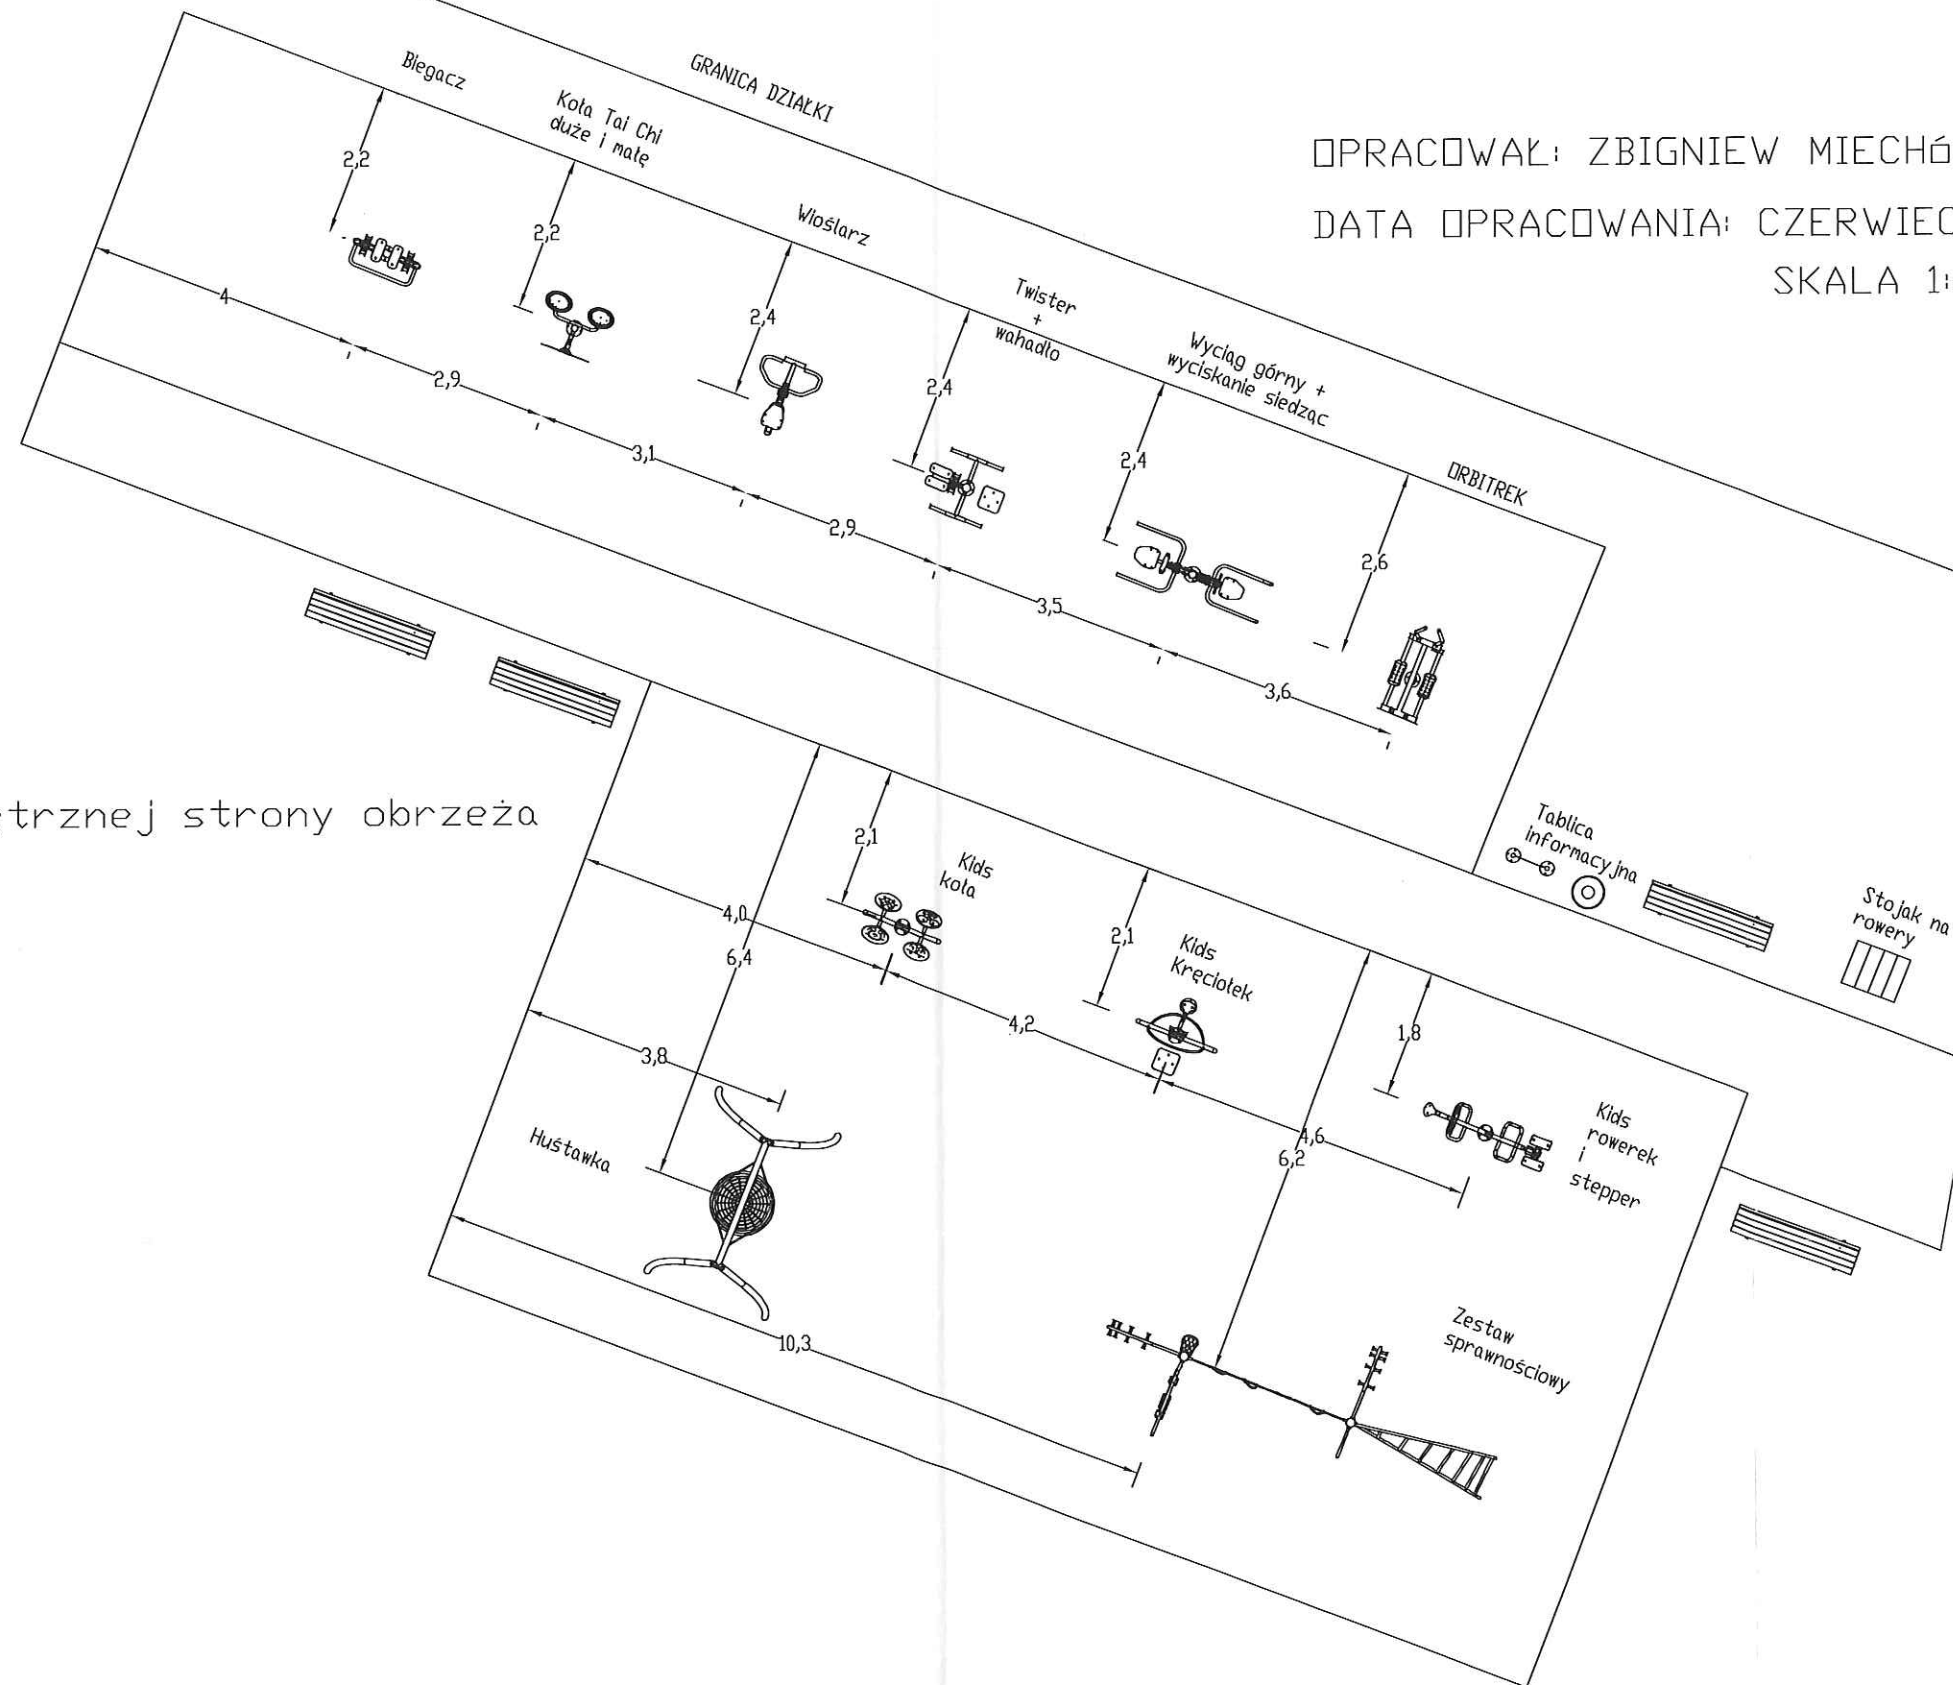 GRANICA DZIAŁKI
Biegacz
Koła Tai Chi
duże i małę
Wioślarz
Twister
+
wahadło
Wyciąg górny +
wyciskanie siedząc
ORBITREK
OPRACOWAŁ: ZBIGNIEW
DATA OPRACOWANIA: CZERWIEC
SKALA 1:
2,2
2,2
2,4
2,4
2,4
2,6
4
2,9
3,1
2,9
3,5
3,6
strony obrzeża
Tablica
informacyjna
Stojak na
rowery
2,1
Kids
koła
4,0
6,4
2,1
Kids
Kręciołek
4,2
1,8
3,8
4,6
6,2
Kids
rowerek
i
stepper
Huśtawka
10,3
Zestaw
sprawnościowy